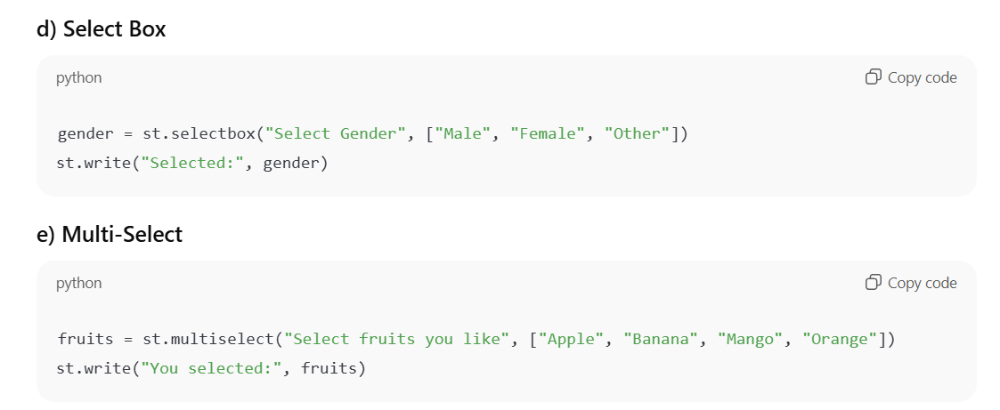 d) Select Box
python
Copy code
gender = st.selectbox("Select Gender", ["Male", "Female", "Other"])
st.write("Selected:", gender)
e) Multi-Select
python
Copy code
fruits = st.multiselect("Select fruits you like", ["Apple", "Banana", "Mango", "Orange"])
st.write("You selected:", fruits)